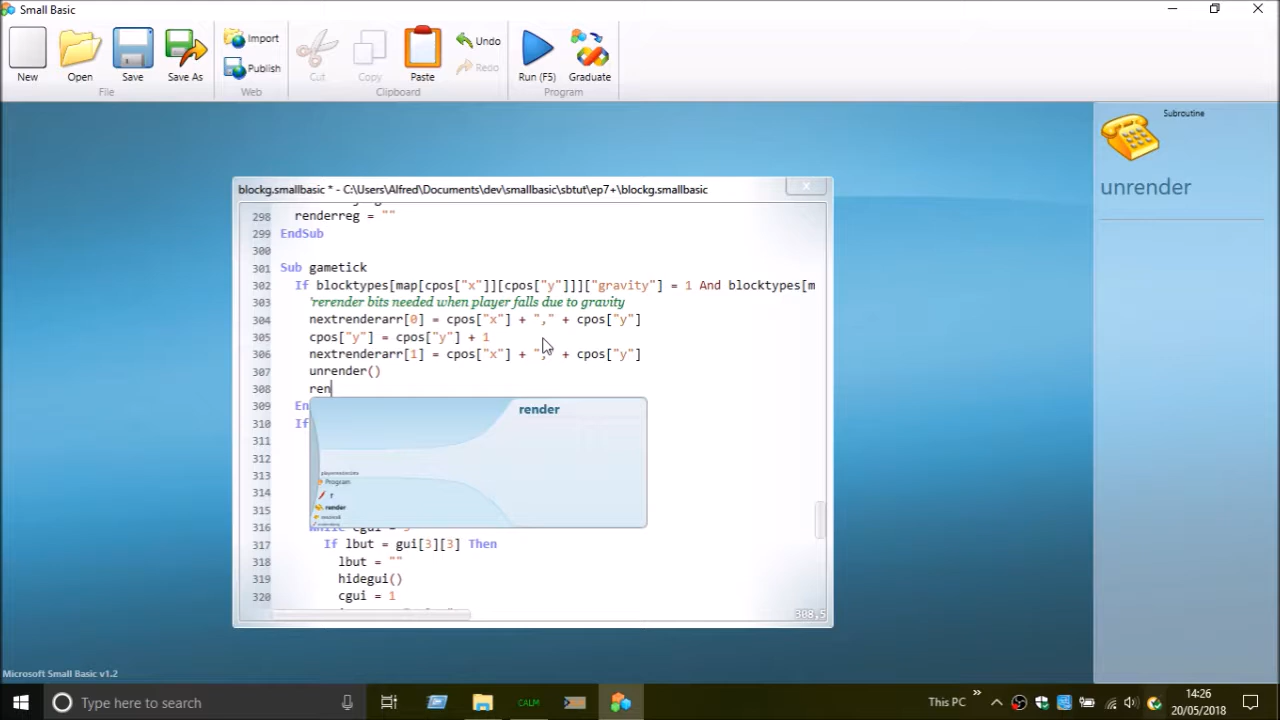 Small Basic
New
Open
Save
Save As
Import
Publish
Cut
Copy
Paste
Undo
Redo
Run (F5)
Graduate
File
Web
Clipboard
Program
Subroutine
unrender
blockg.smallbasic * - C:\Users\Alfred\Documents\dev\smallbasic\sbtut\ep7+\blockg.smallbasic
298 renderreg = ""
299 EndSub
300
301 Sub gametick
302 If blocktypes[map[cpos["x"]][cpos["y"]]]["gravity"] = 1 And blocktypes[m
303 'rerender bits needed when player falls due to gravity
304 nextrenderarr[0] = cpos["x"] + "," + cpos["y"]
305 cpos["y"] = cpos["y"] + 1
306 nextrenderarr[1] = cpos["x"] + "," + cpos["y"]
307 unrender()
308 ren
render
309 En
310 If
311
312
313
314
315
Program
render
316
317 If lbut = gui[3][3] Then
318 lbut = ""
319 hidegui()
320 cgui = 1
308,5
Microsoft Small Basic v1.2
Type here to search
CALM
This PC
14:26
20/05/2018